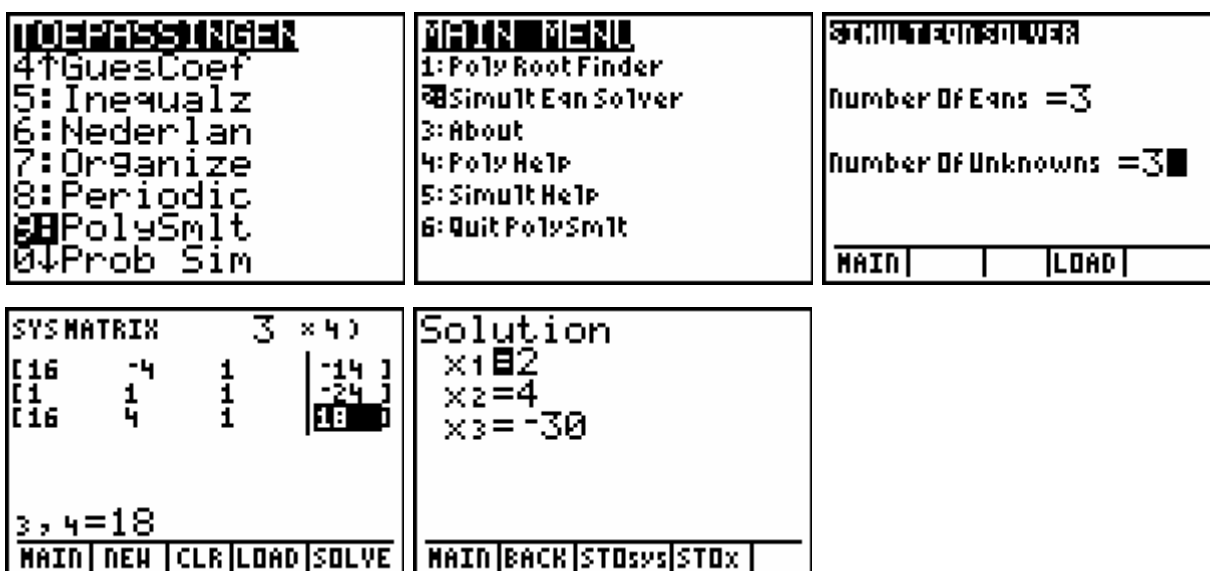 TOEPASSINGEN
4↑GuesCoef
5:Inequalz
6:Nederlan
7:Organize
8:Periodic
9:PolySmlt
0↓Prob Sim
MAIN MENU
1:Poly Root Finder
2:Simult Eqn Solver
3:About
4:Poly Help
5:Simult Help
6:Quit PolySmlt
SIMULT EQN SOLVER
Number Of Eqns =3
Number Of Unknowns =3
MAIN LOAD
SYSMATRIX 3 ×4)
[16 -4 1 |-14 ]
[1 1 1 |-24 ]
[16 4 1 |18 ]
3,4=18
MAIN NEW CLR LOAD SOLVE
Solution
x1=2
x2=4
x3=-30
MAIN BACK STOsys STOx